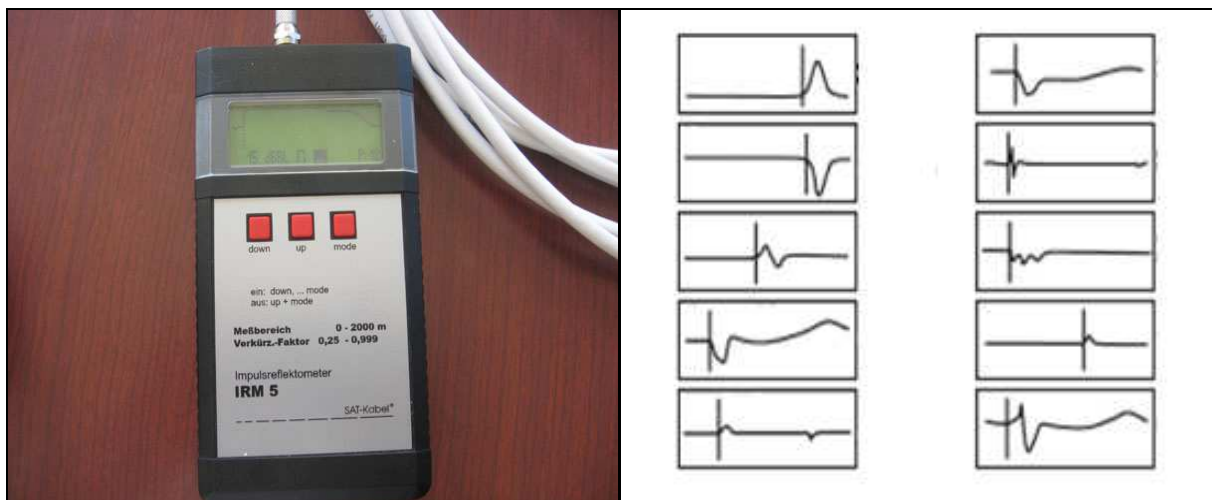 down
up
mode
ein: down, ... mode
aus: up + mode
Meßbereich 0 - 2000 m
Verkürz.-Faktor 0,25 - 0,999
Impulsreflektometer
IRM 5
SAT-Kabel